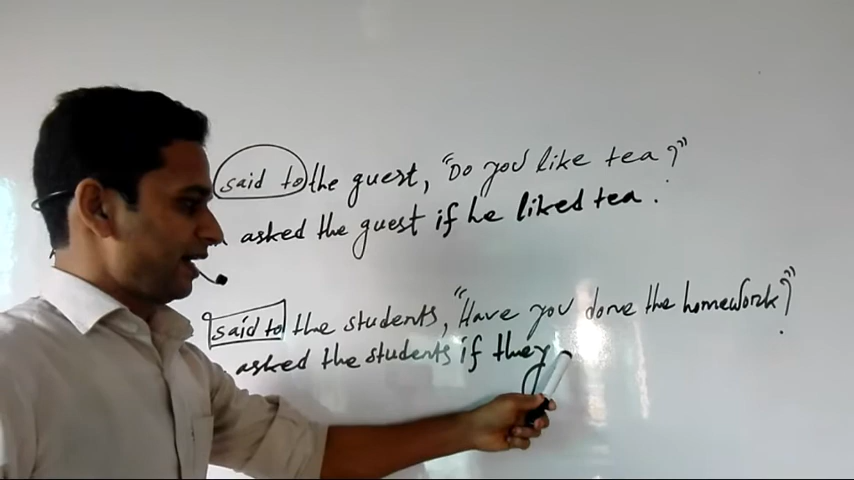 said to the guest, "Do you like tea?"
asked the guest if he liked tea.
said to the students, "Have you done the homework?"
asked the students if they